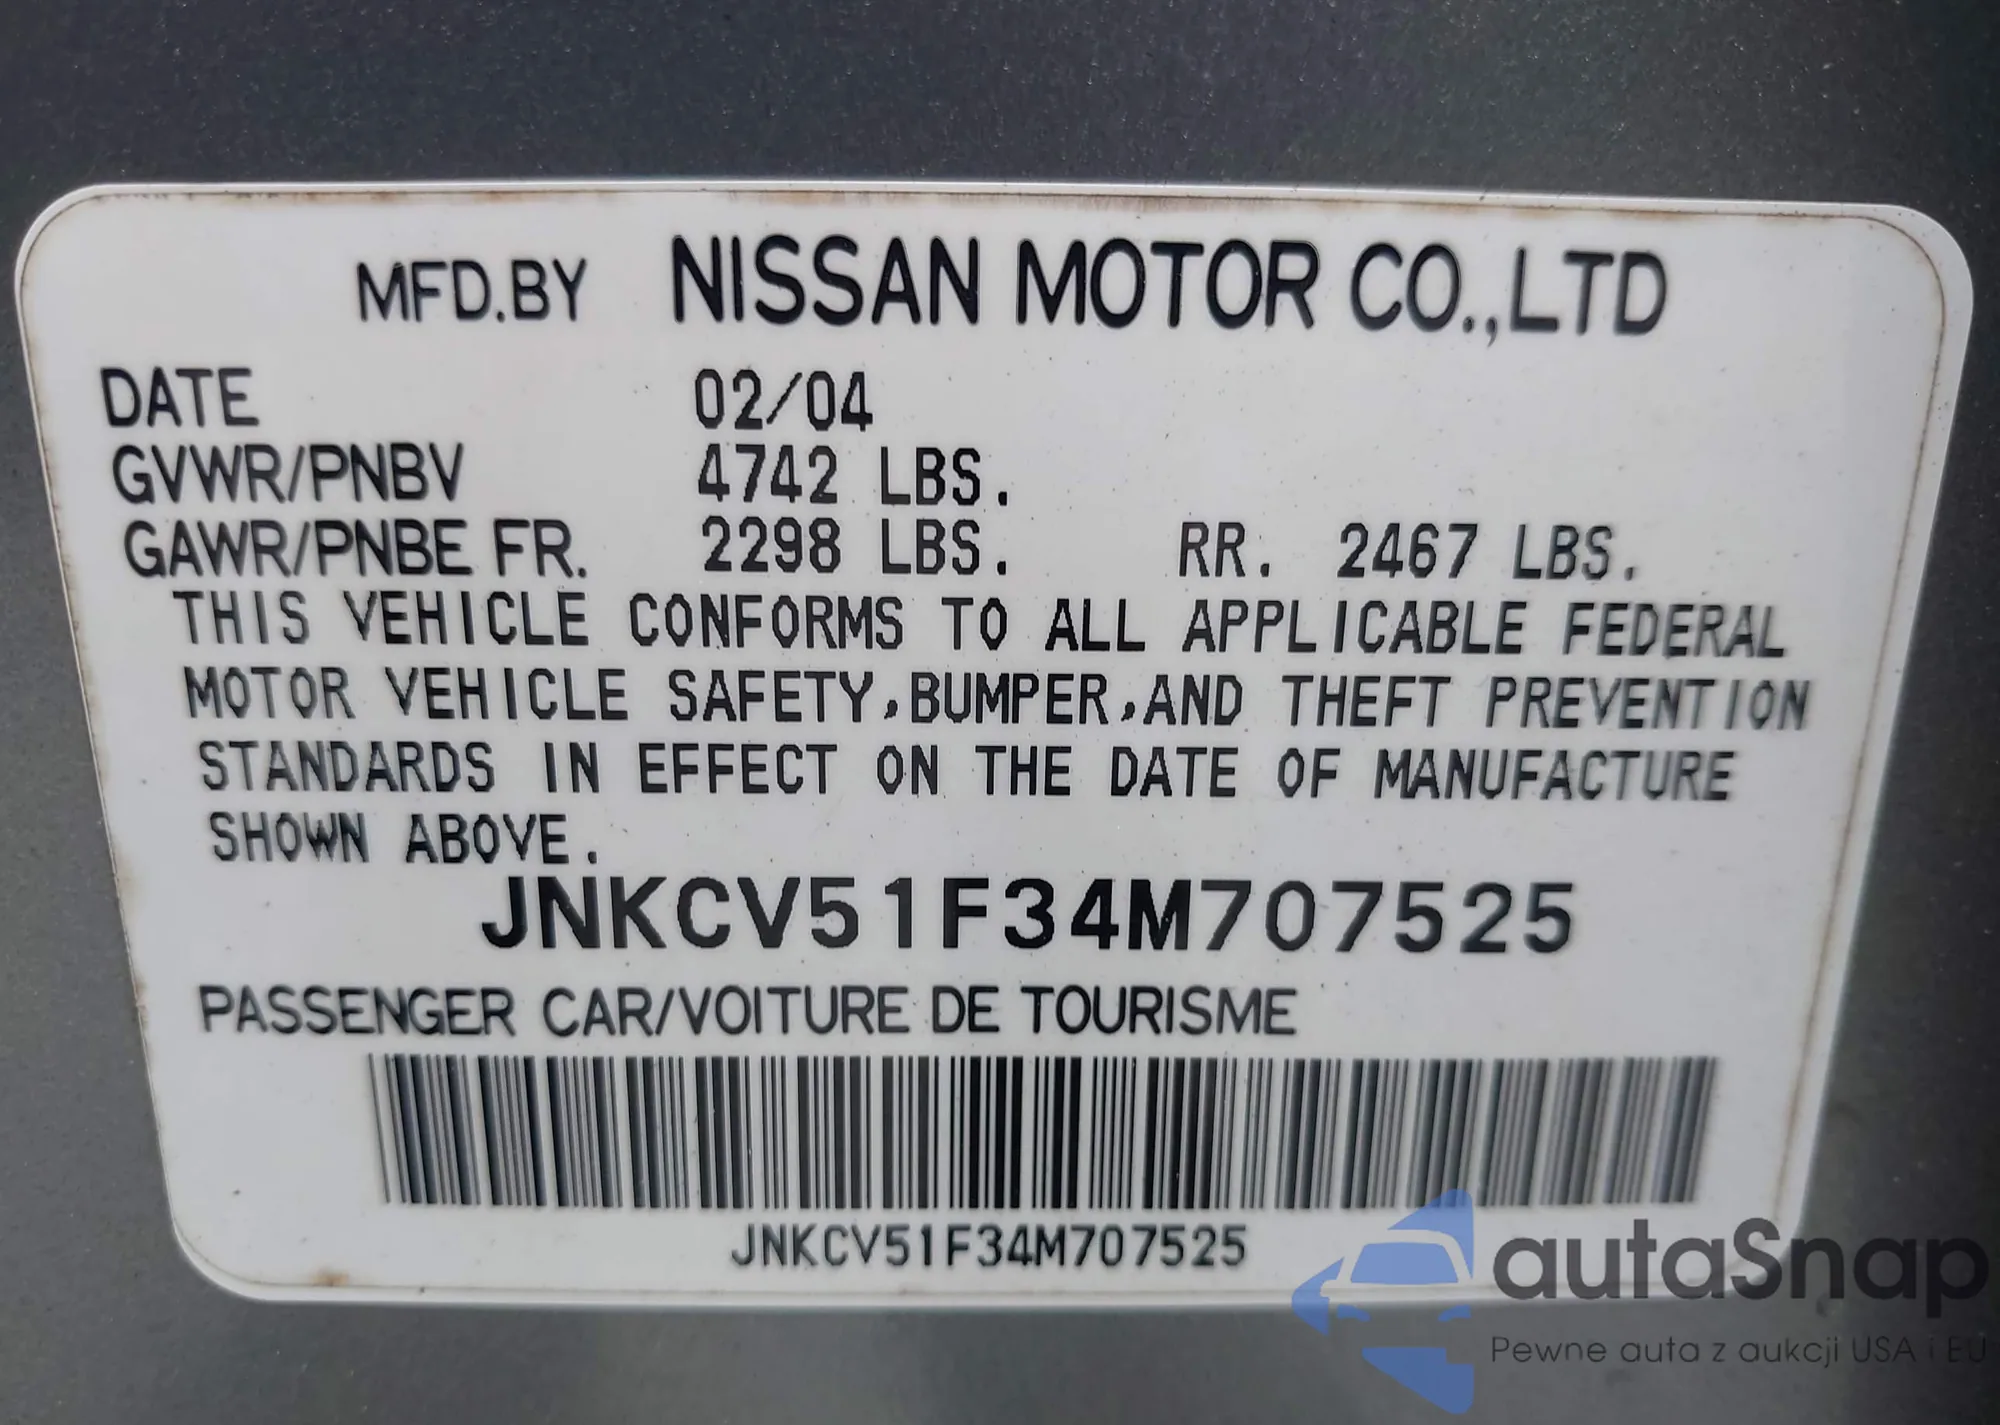 MFD.BY NISSAN MOTOR CO.,LTD
DATE 02/04
GVWR/PNBV 4742 LBS.
GAWR/PNBE FR. 2298 LBS. RR. 2467 LBS.
THIS VEHICLE CONFORMS TO ALL APPLICABLE FEDERAL
MOTOR VEHICLE SAFETY,BUMPER,AND THEFT PREVENTION
STANDARDS IN EFFECT ON THE DATE OF MANUFACTURE
SHOWN ABOVE.
JNKCV51F34M707525
PASSENGER CAR/VOITURE DE TOURISME
JNKCV51F34M707525
autaSnap
Pewne auta z aukcji USA i EU